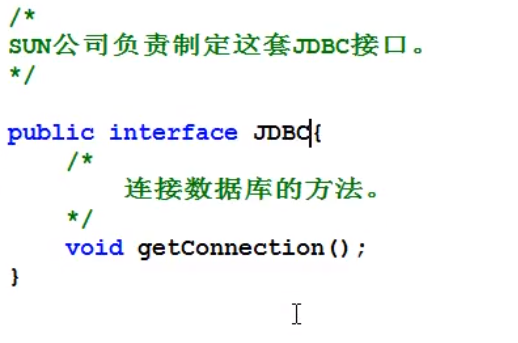 /*
SUN公司负责制定这套JDBC接口。
*/
public interface JDBC{
/*
连接数据库的方法。
*/
void getConnection();
}